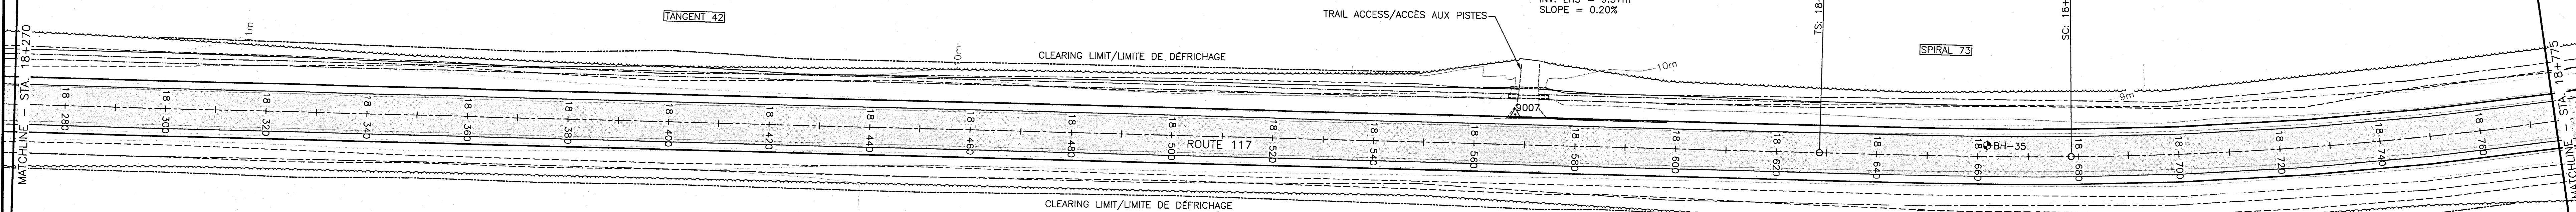 TANGENT 42
TRAIL ACCESS/ACCÈS AUX PISTES
SLOPE = 0.20%
TS: 18+
SC: 18+
SPIRAL 73
CLEARING LIMIT/LIMITE DE DÉFRICHAGE
11m
10m
10m
9m
MATCHLINE - STA. 18+270
MATCHLINE - STA. 18+775
9007
18+280
18+300
18+320
18+340
18+360
18+380
18+400
18+420
18+440
18+460
18+480
18+500
18+520
18+540
18+560
18+580
18+600
18+620
18+640
18+660
18+680
18+700
18+720
18+740
18+760
ROUTE 117
BH-35
CLEARING LIMIT/LIMITE DE DÉFRICHAGE